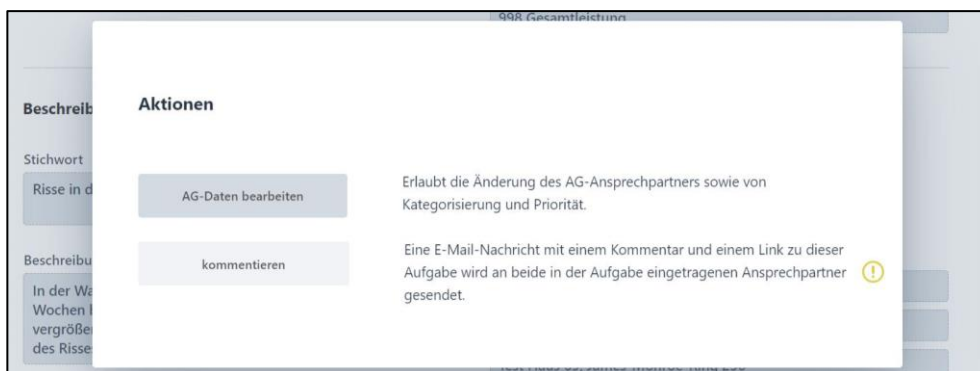 998 Gesamtleistung
Aktionen
Beschreib
Stichwort
Risse in d
AG-Daten bearbeiten
Erlaubt die Änderung des AG-Ansprechpartners sowie von
Kategorisierung und Priorität.
kommentieren
Eine E-Mail-Nachricht mit einem Kommentar und einem Link zu dieser
Aufgabe wird an beide in der Aufgabe eingetragenen Ansprechpartner
gesendet.
Beschreibu
In der Wa
Wochen
vergrößer
des Risse